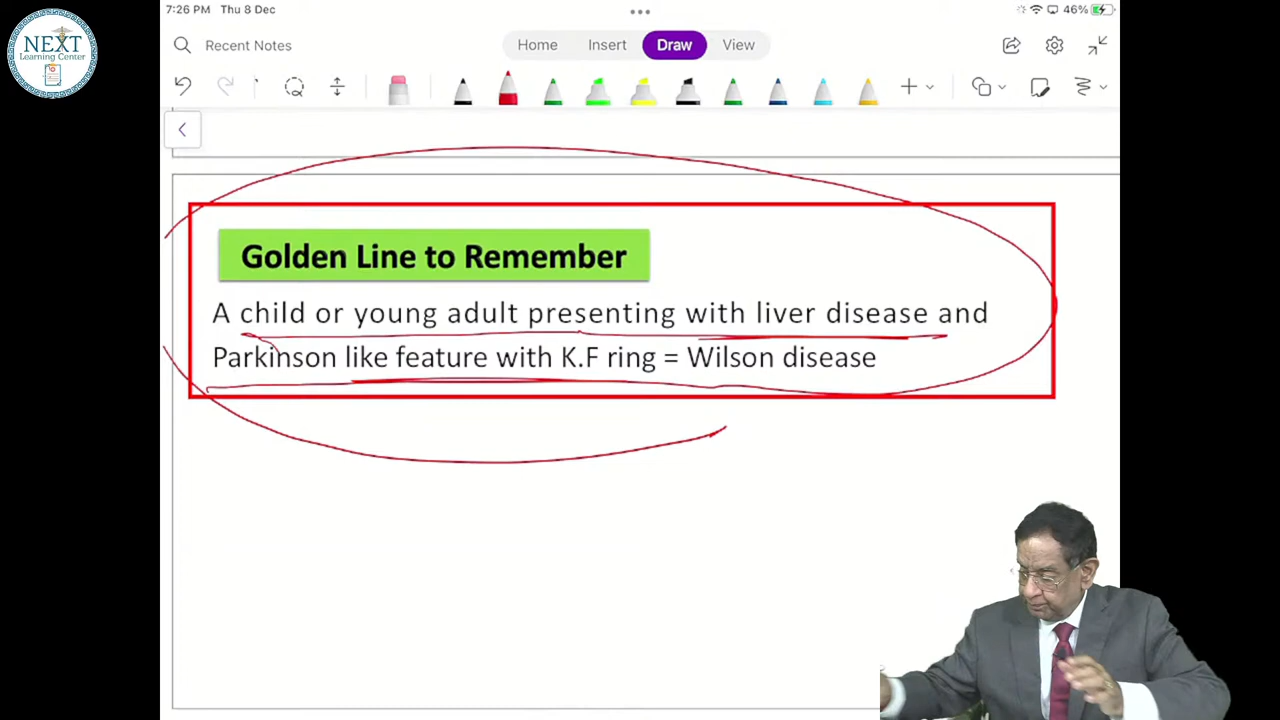 7:26 PM Thu 8 Dec
46%
NEXT
Learning Center
Recent Notes
Home Insert Draw View
Golden Line to Remember
A child or young adult presenting with liver disease and
Parkinson like feature with K.F ring = Wilson disease